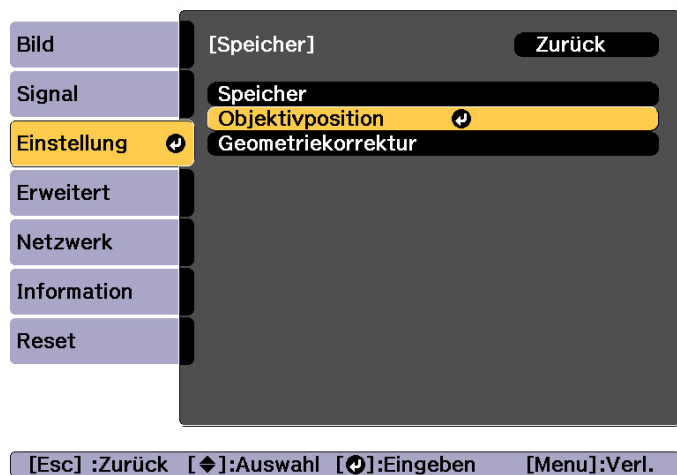 Bild
Signal
Einstellung
Erweitert
Netzwerk
Information
Reset
[Speicher] Zurück
Speicher
Objektivposition
Geometriekorrektur
[Esc] :Zurück [◆]:Auswahl [⏎]:Eingeben [Menu]:Verl.